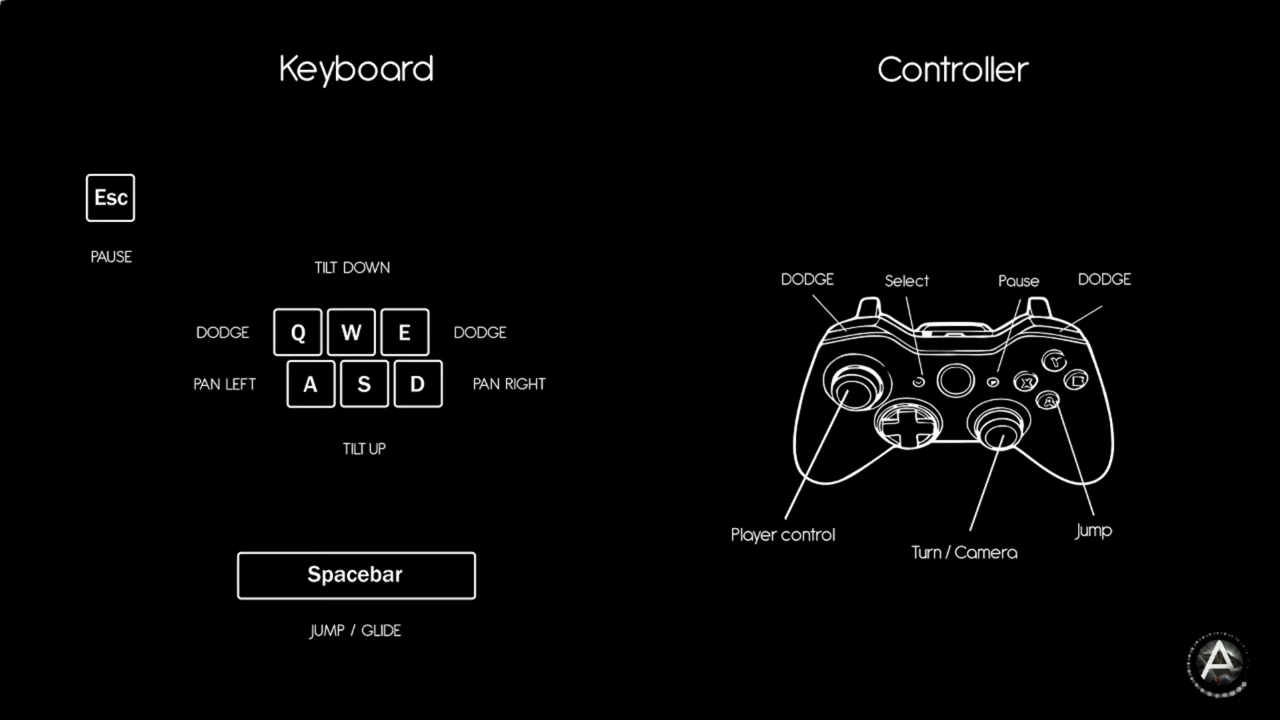 Keyboard
Controller
Esc
PAUSE
TILT DOWN
DODGE Q W E DODGE
PAN LEFT A S D PAN RIGHT
TILT UP
Spacebar
JUMP / GLIDE
DODGE Select Pause DODGE
Y
X
A
Player control
Turn / Camera
Jump
A